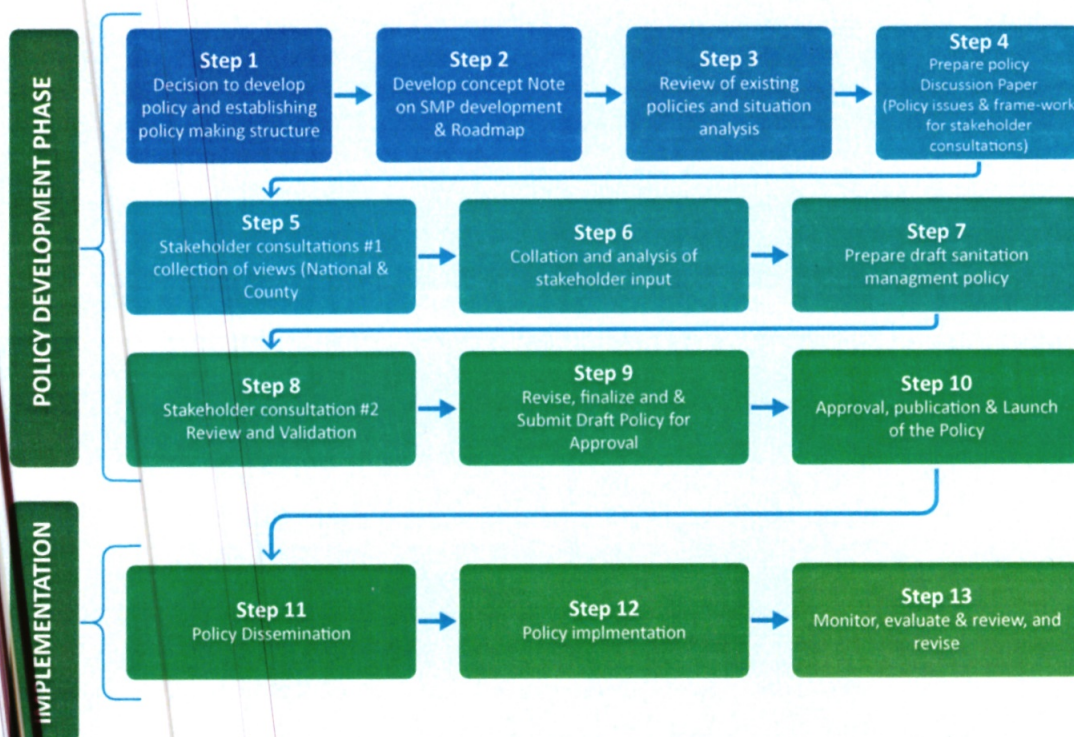 POLICY DEVELOPMENT PHASE
Step 1
Decision to develop
policy and establishing
policy making structure
Step 2
Develop concept Note
on SMP development
& Roadmap
Step 3
Review of existing
policies and situation
analysis
Step 4
Prepare policy
Discussion Paper
(Policy issues & frame-work
for stakeholder
consultations)
Step 5
Stakeholder consultations #1
collection of views (National &
County
Step 6
Collation and analysis of
stakeholder input
Step 7
Prepare draft sanitation
managment policy
Step 8
Stakeholder consultation #2
Review and Validation
Step 9
Revise, finalize and &
Submit Draft Policy for
Approval
Step 10
Approval, publication & Launch
of the Policy
IMPLEMENTATION
Step 11
Policy Dissemination
Step 12
Policy implmentation
Step 13
Monitor, evaluate & review, and
revise